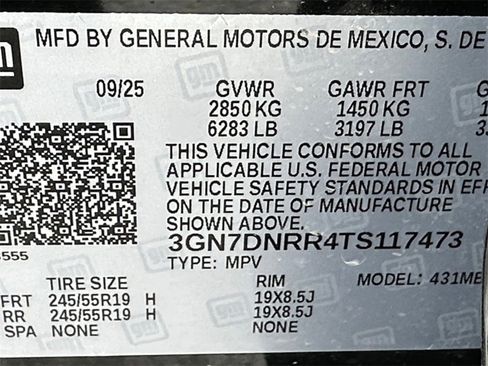 gm
MFD BY GENERAL MOTORS DE MEXICO, S. DE
09/25 GVWR GAWR FRT
2850 KG 1450 KG
6283 LB 3197 LB
THIS VEHICLE CONFORMS TO ALL
APPLICABLE U.S. FEDERAL MOTOR
VEHICLE SAFETY STANDARDS IN EFF
ON THE DATE OF MANUFACTURE
SHOWN ABOVE.
3GN7DNRR4TS117473
TYPE: MPV MODEL: 431ME
TIRE SIZE RIM
FRT 245/55R19 H 19X8.5J
RR 245/55R19 H 19X8.5J
SPA NONE NONE